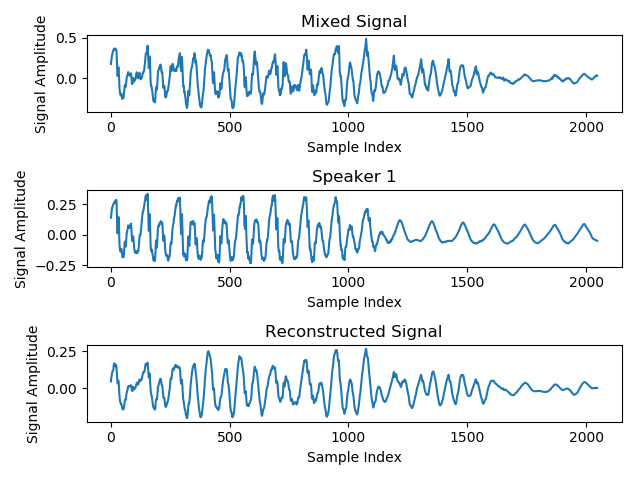 Mixed Signal
Signal Amplitude
0.5
0.0
0
500
1000
1500
2000
Sample Index
Speaker 1
Signal Amplitude
0.25
0.00
−0.25
0
500
1000
1500
2000
Sample Index
Reconstructed Signal
Signal Amplitude
0.25
0.00
0
500
1000
1500
2000
Sample Index